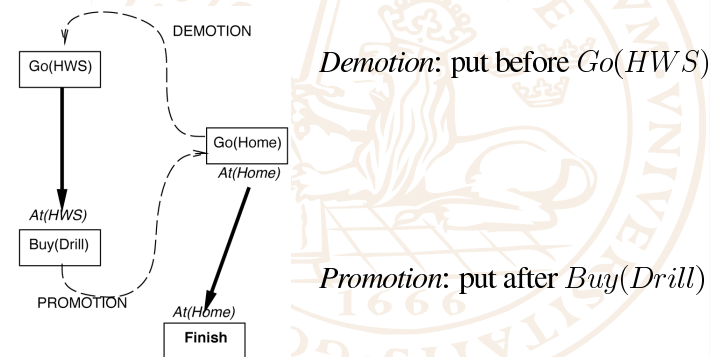 DEMOTION
Go(HWS)
Demotion: put before Go(HWS)
Go(Home)
At(Home)
At(HWS)
Buy(Drill)
Promotion: put after Buy(Drill)
PROMOTION
At(Home)
Finish
1666